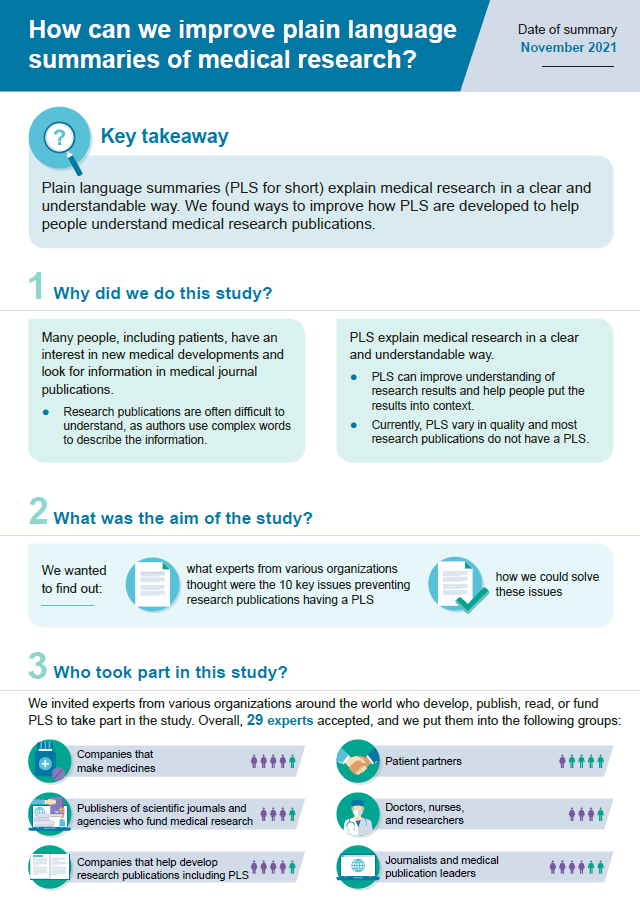 How can we improve plain language
summaries of medical research?
Date of summary
November 2021
?
Key takeaway
Plain language summaries (PLS for short) explain medical research in a clear and
understandable way. We found ways to improve how PLS are developed to help
people understand medical research publications.
1 Why did we do this study?
Many people, including patients, have an
interest in new medical developments and
look for information in medical journal
publications.
● Research publications are often difficult to
understand, as authors use complex words
to describe the information.
PLS explain medical research in a clear
and understandable way.
● PLS can improve understanding of
research results and help people put the
results into context.
● Currently, PLS vary in quality and most
research publications do not have a PLS.
2 What was the aim of the study?
We wanted
to find out:
what experts from various organizations
thought were the 10 key issues preventing
research publications having a PLS
how we could solve
these issues
3 Who took part in this study?
We invited experts from various organizations around the world who develop, publish, read, or fund
PLS to take part in the study. Overall, 29 experts accepted, and we put them into the following groups:
Companies that
make medicines
Patient partners
Publishers of scientific journals and
agencies who fund medical research
Doctors, nurses,
and researchers
Companies that help develop
research publications including PLS
Journalists and medical
publication leaders